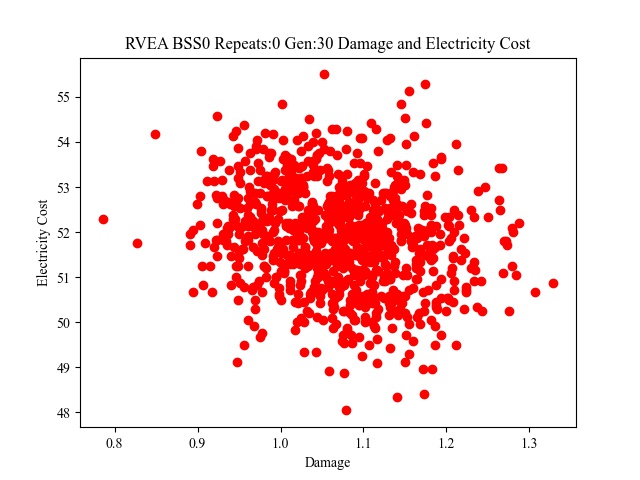 RVEA BSS0 Repeats:0 Gen:30 Damage and Electricity Cost
55
54
53
52
51
50
49
48
Electricity Cost
0.8 0.9 1.0 1.1 1.2 1.3
Damage